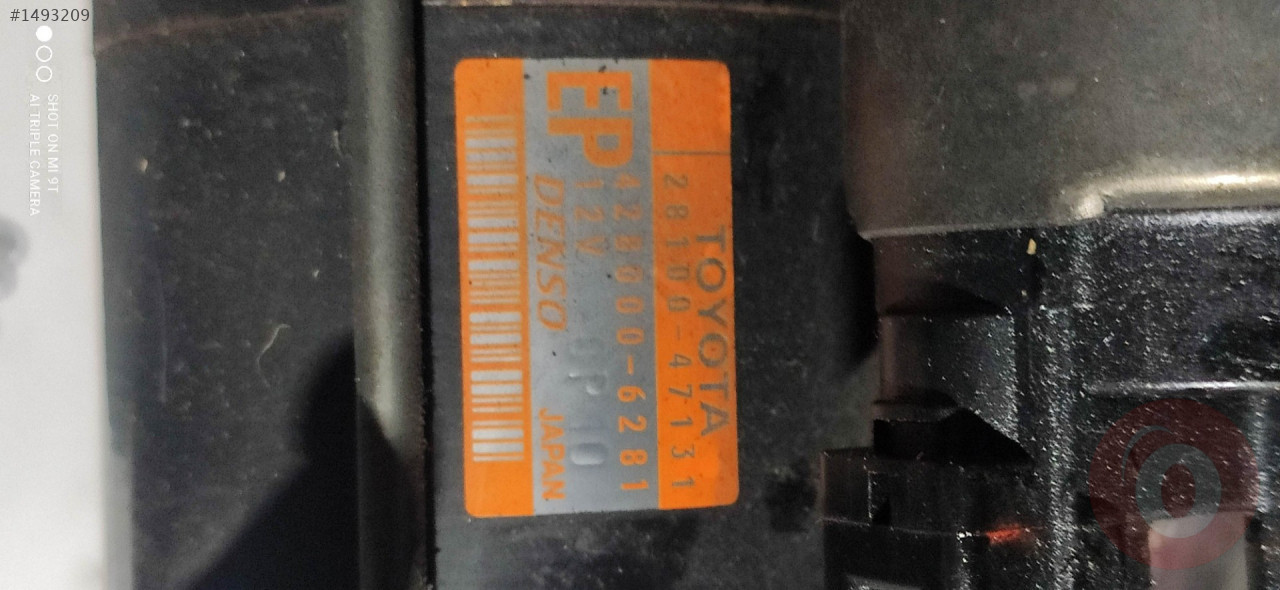 #1493209
SHOT ON MI 9T
AI TRIPLE CAMERA
TOYOTA
28100-47131
EP 428000-6281
12V
DENSO JAPAN